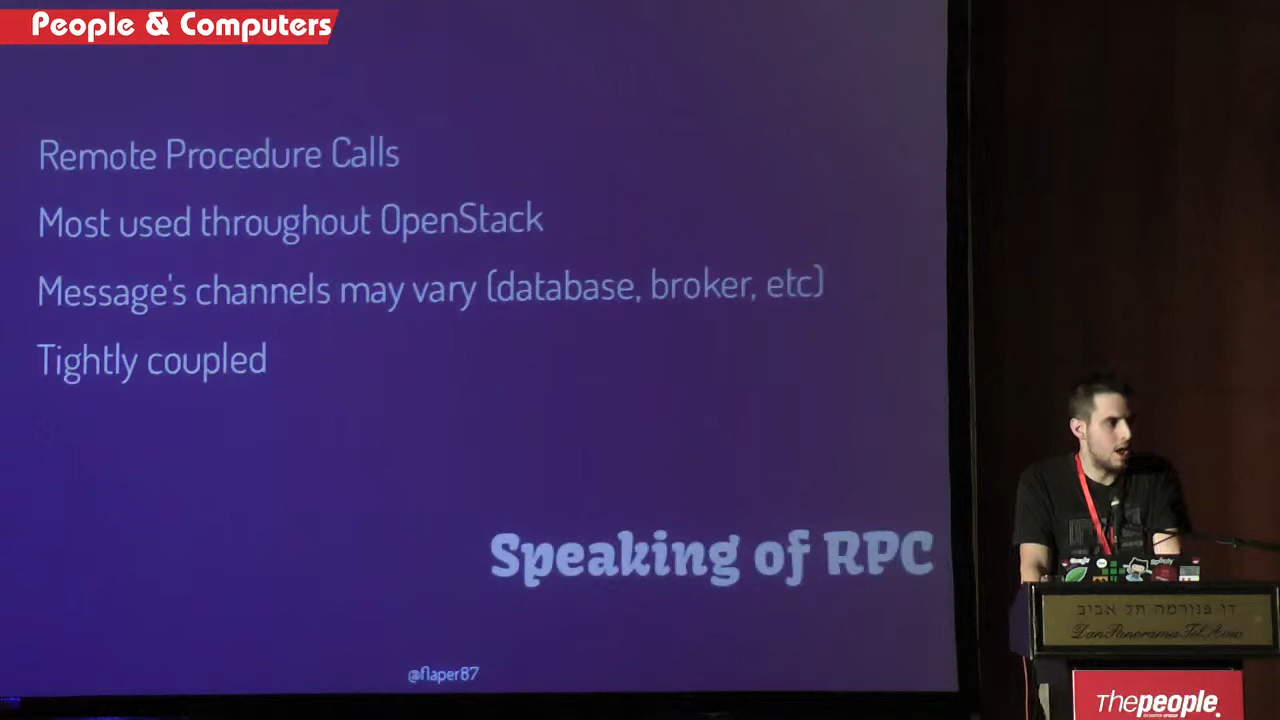 People & Computers
Remote Procedure Calls
Most used throughout OpenStack
Message's channels may vary (database, broker, etc)
Tightly coupled
Speaking of RPC
@flaper87
דן פנורמה תל אביב
Dan Panorama Tel Aviv
Thepeople.